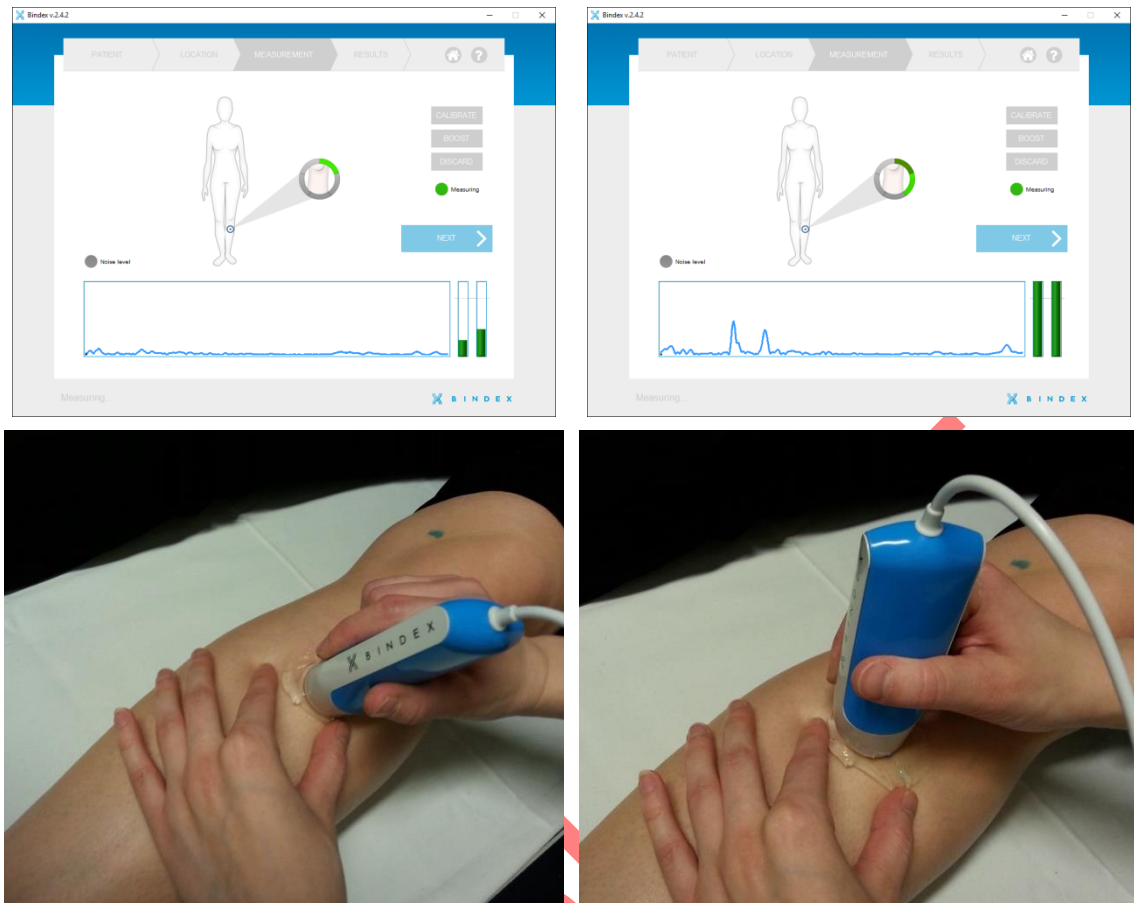 Bindex v.2.4.2
PATIENT
LOCATION
MEASUREMENT
RESULTS
?
CALIBRATE
BOOST
DISCARD
Measuring
NEXT
Noise level
Measuring...
BINDEX
Bindex v.2.4.2
PATIENT
LOCATION
MEASUREMENT
RESULTS
?
CALIBRATE
BOOST
DISCARD
Measuring
NEXT
Noise level
Measuring...
BINDEX
BINDEX